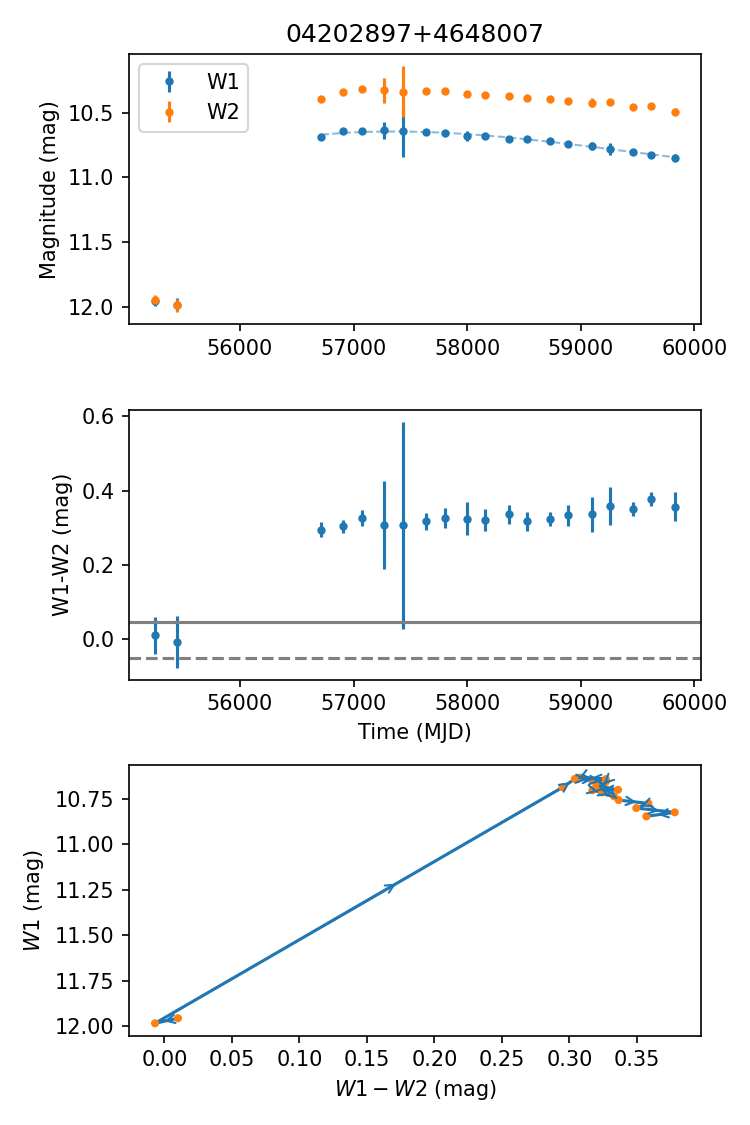 04202897+4648007
Magnitude (mag)
10.5
11.0
11.5
12.0
W1
W2
56000 57000 58000 59000 60000
W1-W2 (mag)
0.6
0.4
0.2
0.0
56000 57000 58000 59000 60000
Time (MJD)
W1 (mag)
10.75
11.00
11.25
11.50
11.75
12.00
0.00 0.05 0.10 0.15 0.20 0.25 0.30 0.35
W1 − W2 (mag)